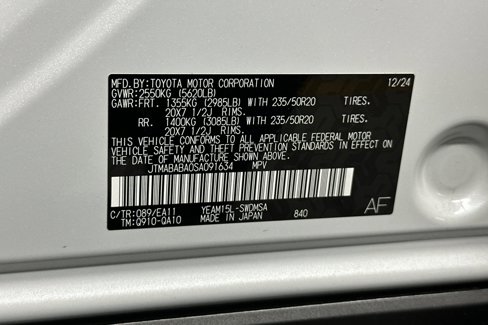 MFD. BY: TOYOTA MOTOR CORPORATION 12/24
GVWR: 2550KG (5620LB)
GAWR: FRT. 1355KG (2985LB) WITH 235/50R20 TIRES.
20X7 1/2J RIMS.
RR. 1400KG (3085LB) WITH 235/50R20 TIRES.
20X7 1/2J RIMS.
THIS VEHICLE CONFORMS TO ALL APPLICABLE FEDERAL MOTOR
VEHICLE SAFETY AND THEFT PREVENTION STANDARDS IN EFFECT
ON THE DATE OF MANUFACTURE SHOWN ABOVE.
JTMABABA0SA091634 MPV
C/TR: 089/EA11 YEAM15L-SWDMSA
TM: Q910-QA10 MADE IN JAPAN 840 AF